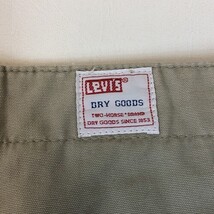 Levi's®
DRY GOODS
TWO-HORSE® BRAND
DRY GOODS SINCE 1853